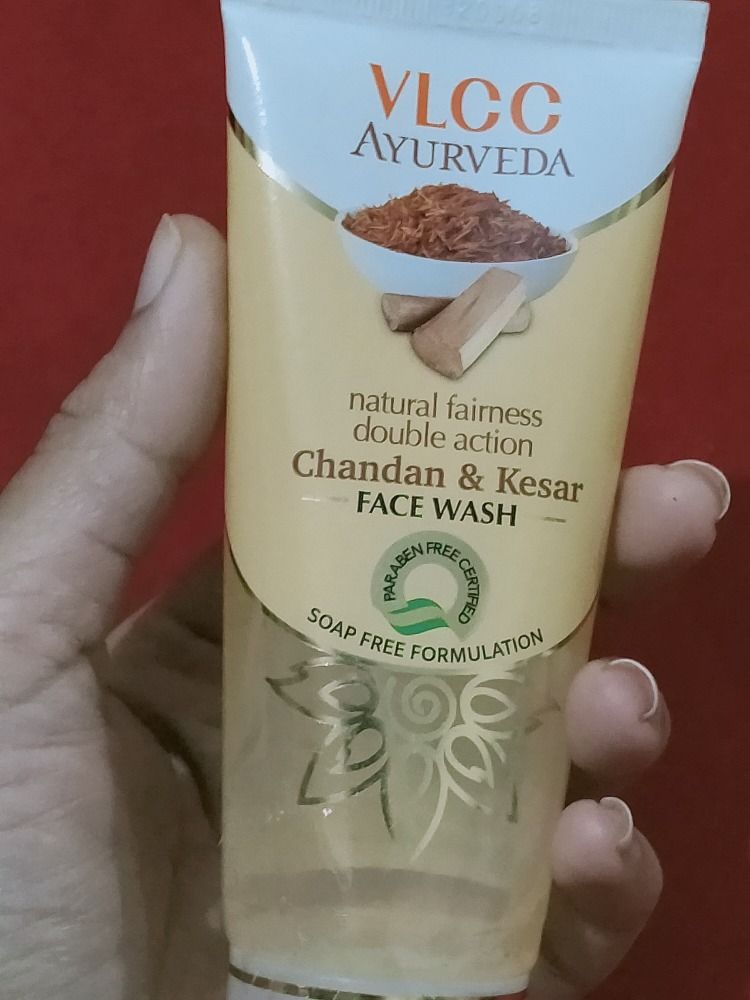 VLCC
AYURVEDA
natural fairness
double action
Chandan & Kesar
FACE WASH
PARABEN FREE CERTIFIED
SOAP FREE FORMULATION